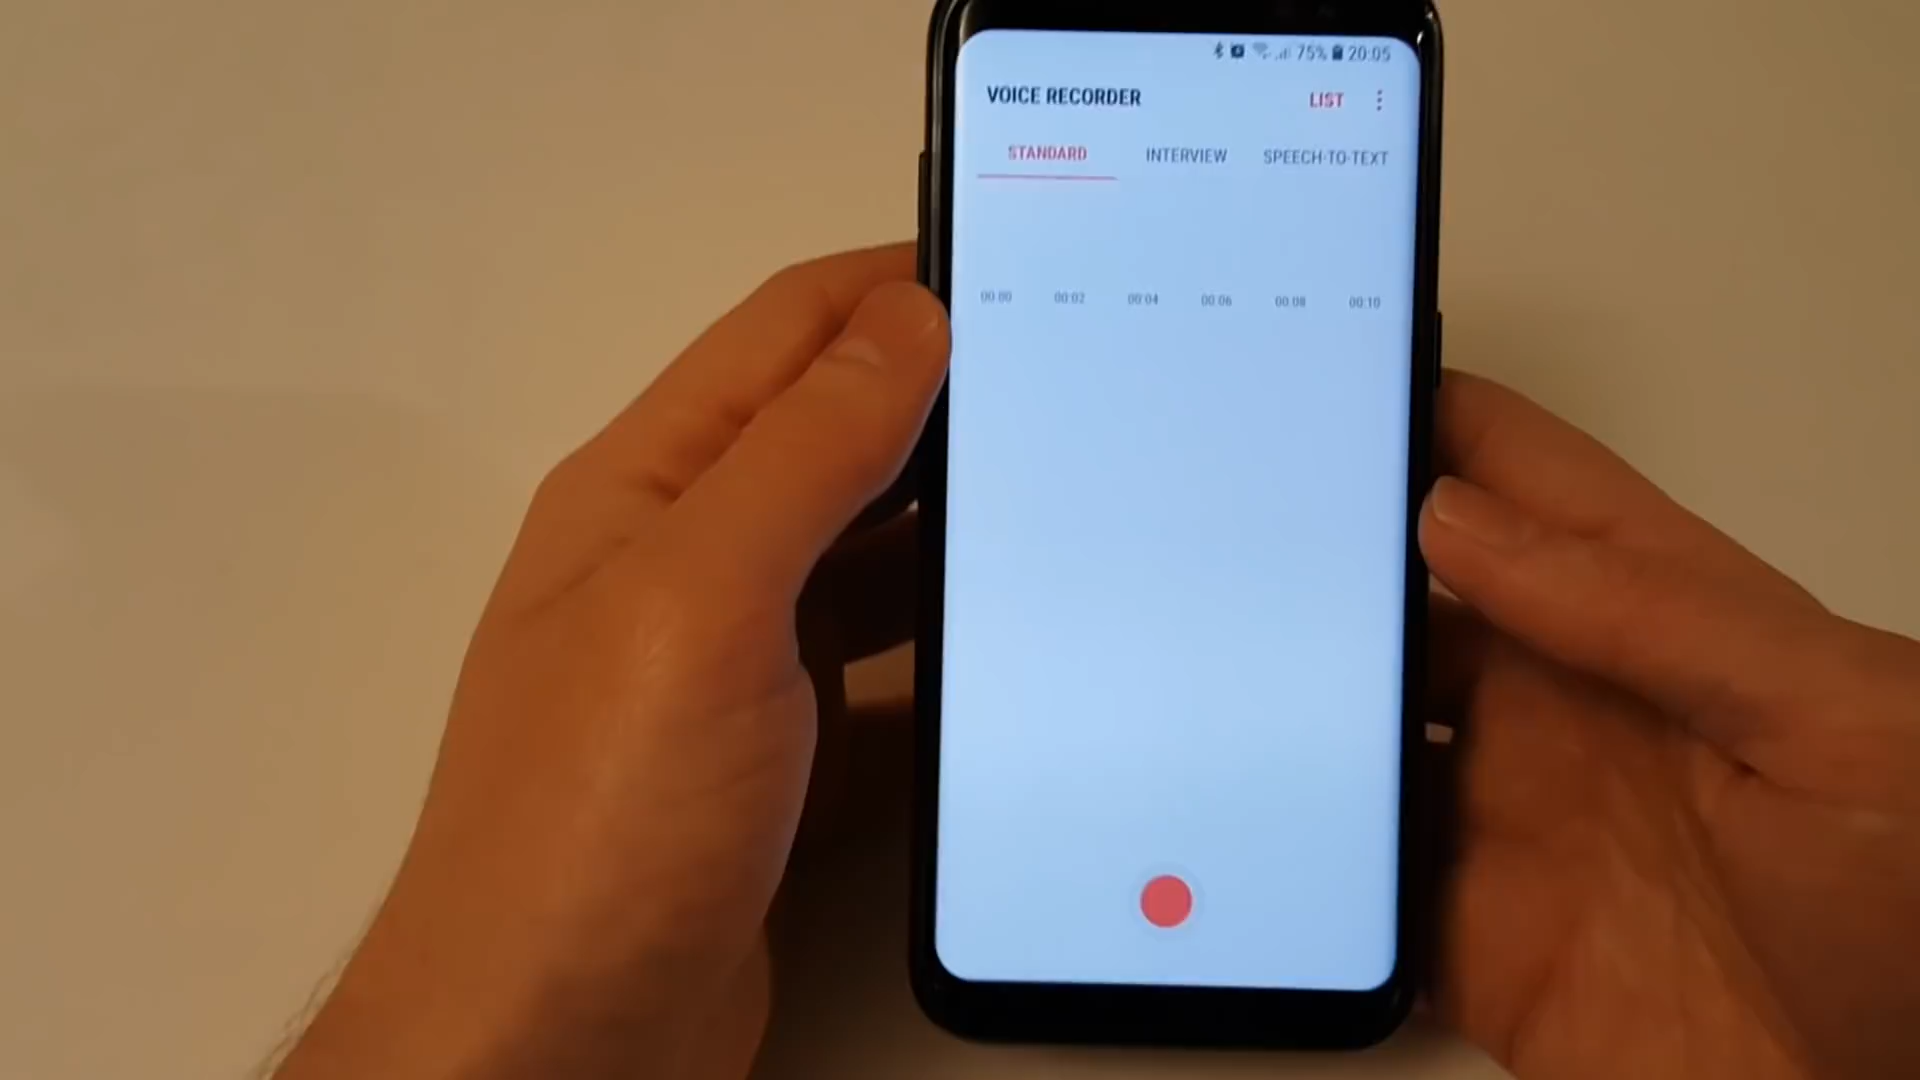 75% 20:05
VOICE RECORDER LIST
STANDARD INTERVIEW SPEECH-TO-TEXT
00:00 00:02 00:04 00:06 00:08 00:10